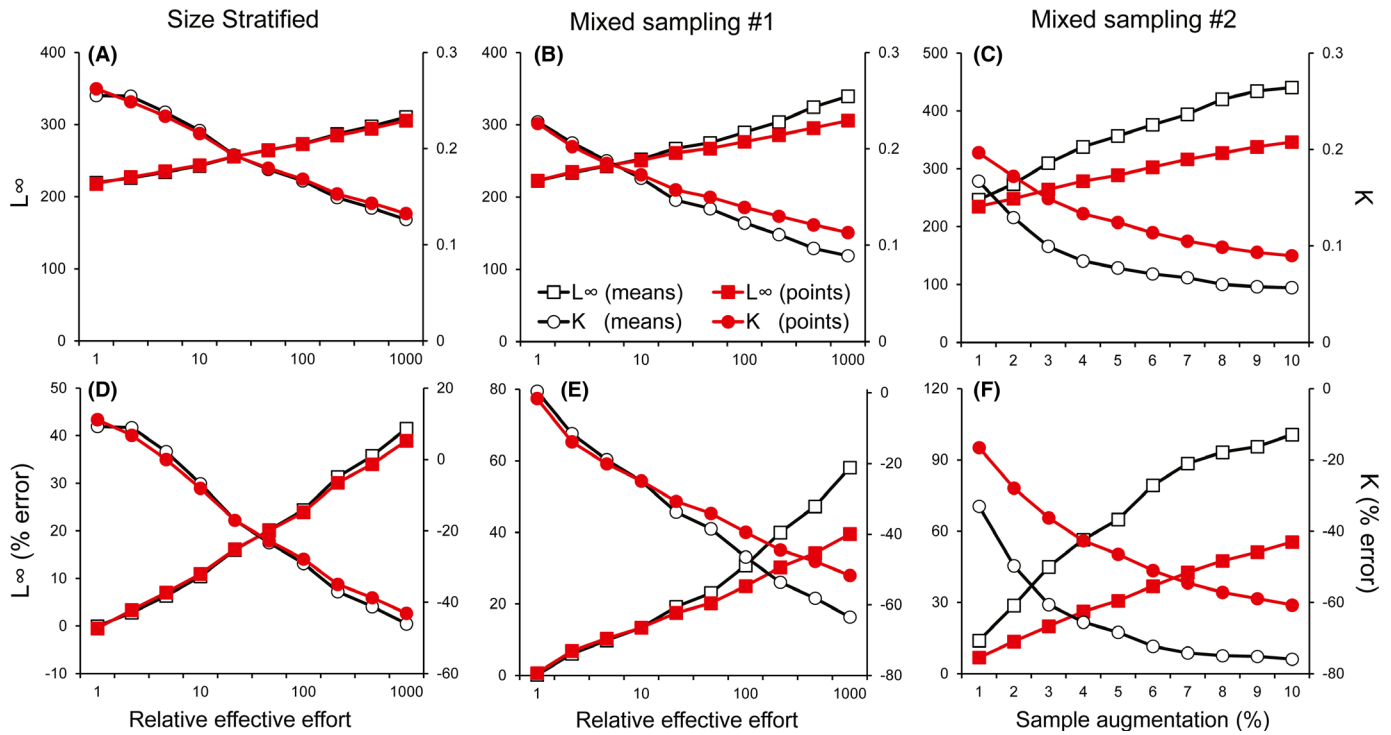 Size Stratified
Mixed sampling #1
Mixed sampling #2
(A)
400
300
200
100
0
0.3
0.2
0.1
0
1 10 100 1000
L∞
(B)
400
300
200
100
0
0.3
0.2
0.1
0
1 10 100 1000
L∞ (means)
L∞ (points)
K (means)
K (points)
(C)
500
400
300
200
100
0
0.3
0.2
0.1
0
1 2 3 4 5 6 7 8 9 10
K
(D)
50
40
30
20
10
0
-10
20
0
-20
-40
-60
1 10 100 1000
L∞ (% error)
Relative effective effort
(E)
80
60
40
20
0
0
-20
-40
-60
-80
1 10 100 1000
Relative effective effort
(F)
120
90
60
30
0
0
-20
-40
-60
-80
1 2 3 4 5 6 7 8 9 10
K (% error)
Sample augmentation (%)